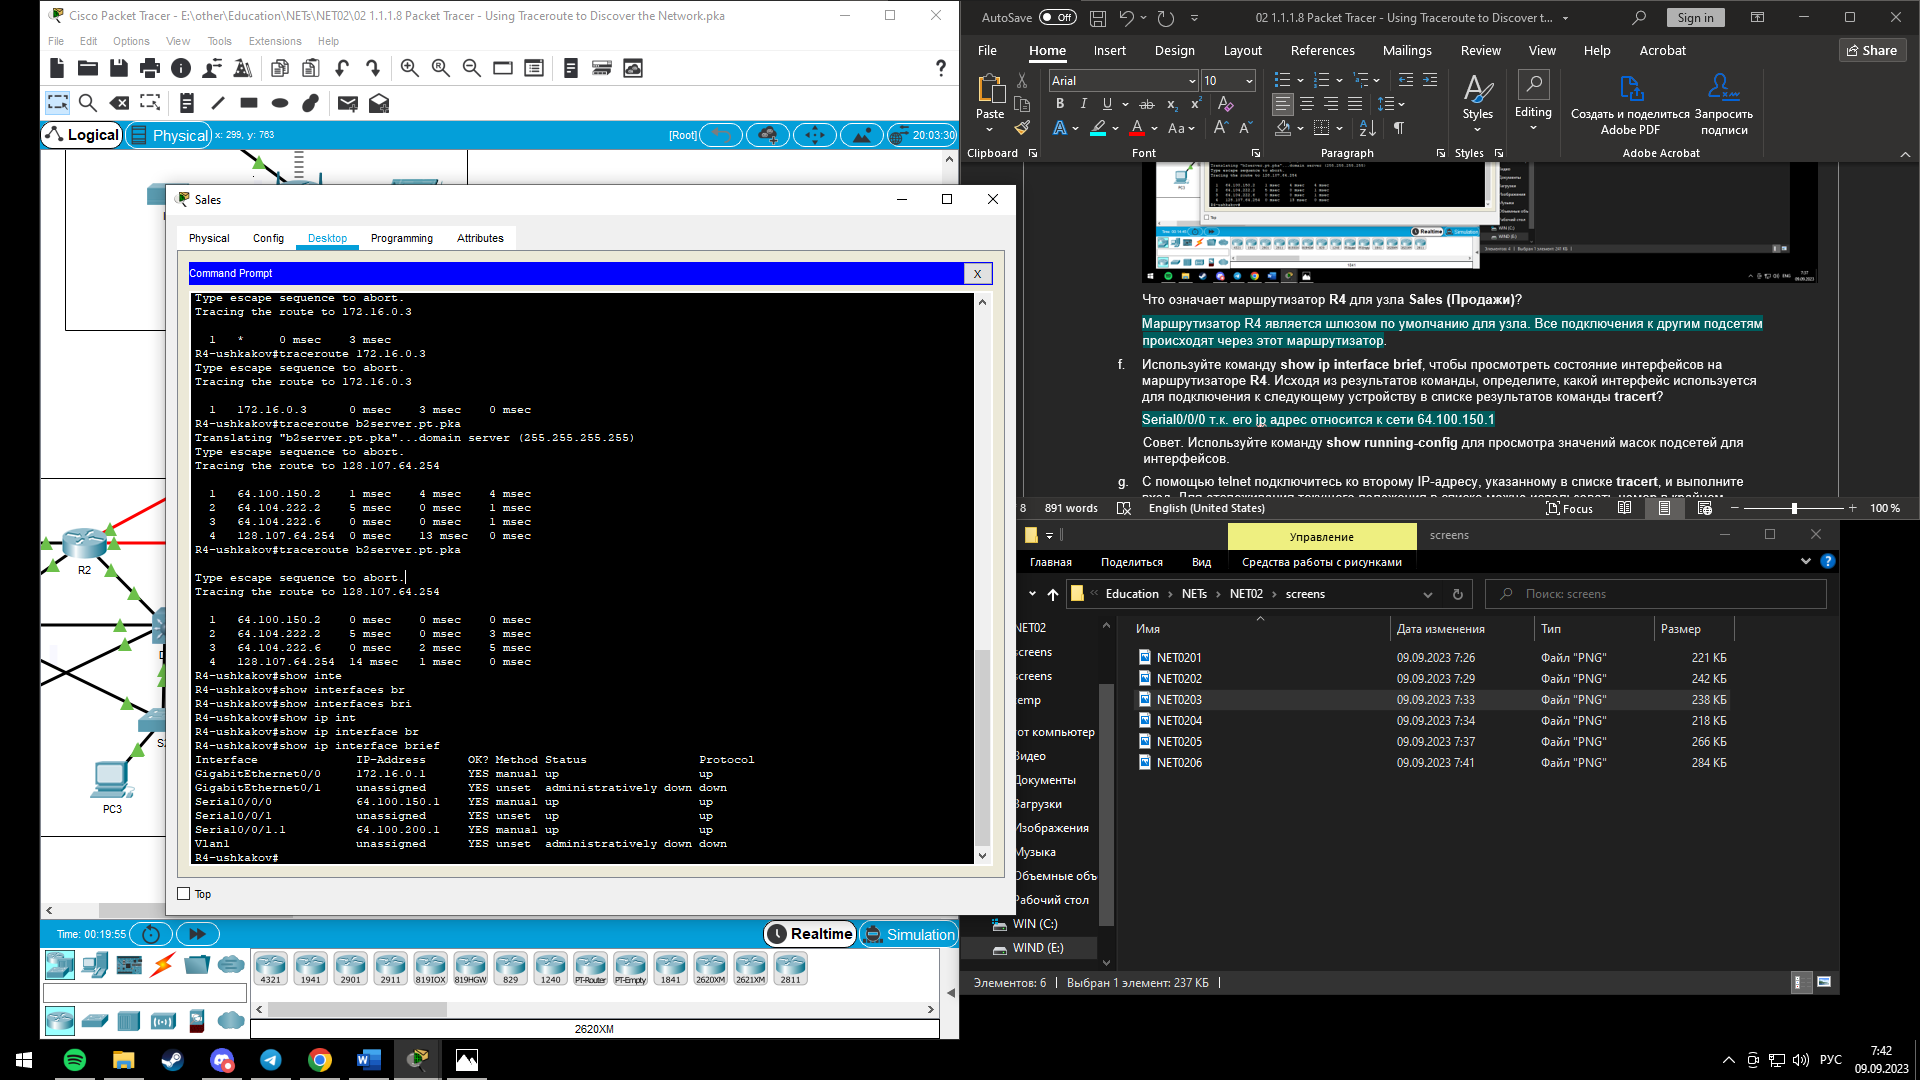 Cisco Packet Tracer - E:\other\Education\NETs\NET02\02 1.1.1.8 Packet Tracer - Using Traceroute to Discover the Network.pka
File Edit Options View Tools Extensions Help
Logical Physical x: 299, y: 763 [Root] 20:03:30
R2
PC3
Sales
Physical Config Desktop Programming Attributes
Command Prompt X
Type escape sequence to abort.
Tracing the route to 172.16.0.3
1 * 0 msec 3 msec
R4-ushkakov#traceroute 172.16.0.3
Type escape sequence to abort.
Tracing the route to 172.16.0.3
1 172.16.0.3 0 msec 3 msec 0 msec
R4-ushkakov#traceroute b2server.pt.pka
Translating "b2server.pt.pka"...domain server (255.255.255.255)
Type escape sequence to abort.
Tracing the route to 128.107.64.254
1 64.100.150.2 1 msec 4 msec 4 msec
2 64.104.222.2 5 msec 0 msec 1 msec
3 64.104.222.6 0 msec 0 msec 1 msec
4 128.107.64.254 0 msec 13 msec 0 msec
R4-ushkakov#traceroute b2server.pt.pka
Type escape sequence to abort.
Tracing the route to 128.107.64.254
1 64.100.150.2 0 msec 0 msec 0 msec
2 64.104.222.2 5 msec 0 msec 3 msec
3 64.104.222.6 0 msec 2 msec 5 msec
4 128.107.64.254 14 msec 1 msec 0 msec
R4-ushkakov#show inte
R4-ushkakov#show interfaces br
R4-ushkakov#show interfaces bri
R4-ushkakov#show ip int
R4-ushkakov#show ip interface br
R4-ushkakov#show ip interface brief
Interface IP-Address OK? Method Status Protocol
GigabitEthernet0/0 172.16.0.1 YES manual up up
GigabitEthernet0/1 unassigned YES unset administratively down down
Serial0/0/0 64.100.150.1 YES manual up up
Serial0/0/1 unassigned YES unset up up
Serial0/0/1.1 64.100.200.1 YES manual up up
Vlan1 unassigned YES unset administratively down down
R4-ushkakov#
Top
Time: 00:19:55 Realtime Simulation
4321 1941 2901 2911 819IOX 819HGW 829 1240 PT-Router PT-Empty 1841 2620XM 2621XM 2811
2620XM
AutoSave Off 02 1.1.1.8 Packet Tracer - Using Traceroute to Discover t... Sign in
File Home Insert Design Layout References Mailings Review View Help Acrobat Share
Paste Arial 10 Styles Editing Создать и поделиться Adobe PDF Запросить подписи
Clipboard Font Paragraph Styles Adobe Acrobat
Что означает маршрутизатор R4 для узла Sales (Продажи)?
Маршрутизатор R4 является шлюзом по умолчанию для узла. Все подключения к другим подсетям
происходят через этот маршрутизатор.
f. Используйте команду show ip interface brief, чтобы просмотреть состояние интерфейсов на
маршрутизаторе R4. Исходя из результатов команды, определите, какой интерфейс используется
для подключения к следующему устройству в списке результатов команды tracert?
Serial0/0/0 т.к. его ip адрес относится к сети 64.100.150.1
Совет. Используйте команду show running-config для просмотра значений масок подсетей для
интерфейсов.
g. С помощью telnet подключитесь ко второму IP-адресу, указанному в списке tracert, и выполните
8 891 words English (United States) Focus 100 %
Управление screens
Главная Поделиться Вид Средства работы с рисунками
Education NETs NET02 screens Поиск: screens
NET02
screens
temp
от компьютер
Видео
Документы
Загрузки
Изображения
Музыка
Объемные объ
Рабочий стол
WIN (C:)
WIND (E:)
Имя Дата изменения Тип Размер
NET0201 09.09.2023 7:26 Файл "PNG" 221 КБ
NET0202 09.09.2023 7:29 Файл "PNG" 242 КБ
NET0203 09.09.2023 7:33 Файл "PNG" 238 КБ
NET0204 09.09.2023 7:34 Файл "PNG" 218 КБ
NET0205 09.09.2023 7:37 Файл "PNG" 266 КБ
NET0206 09.09.2023 7:41 Файл "PNG" 284 КБ
Элементов: 6 Выбран 1 элемент: 237 КБ
РУС 7:42
09.09.2023